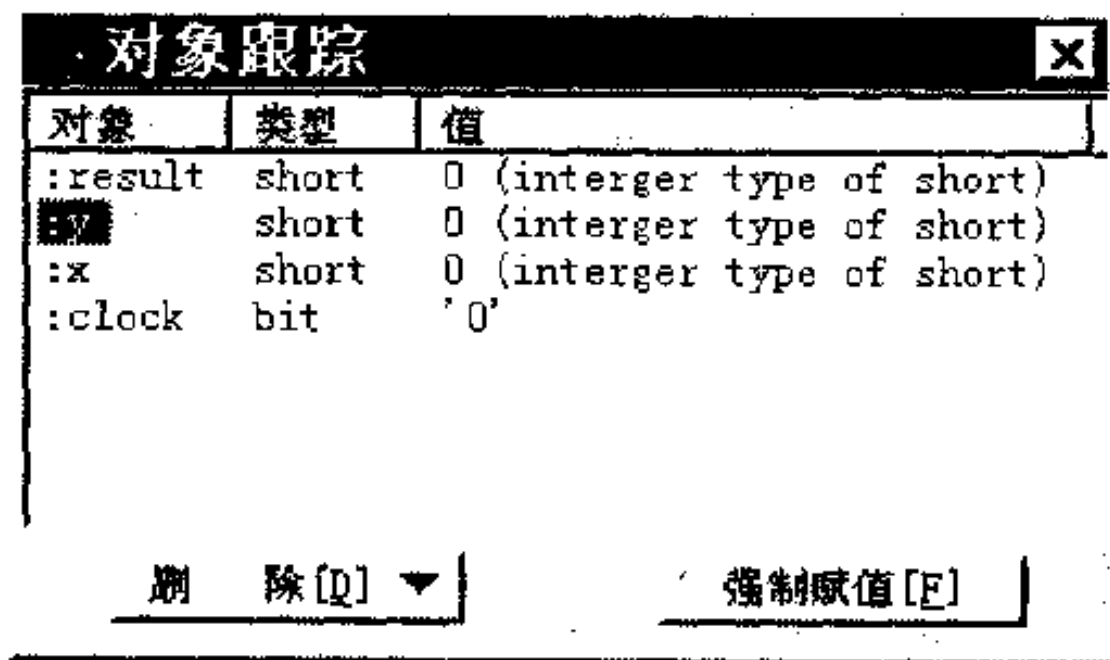 对象跟踪
对象 类型 值
:result short 0 (interger type of short)
:y short 0 (interger type of short)
:x short 0 (interger type of short)
:clock bit '0'
删 除[D] 强制赋值[F]